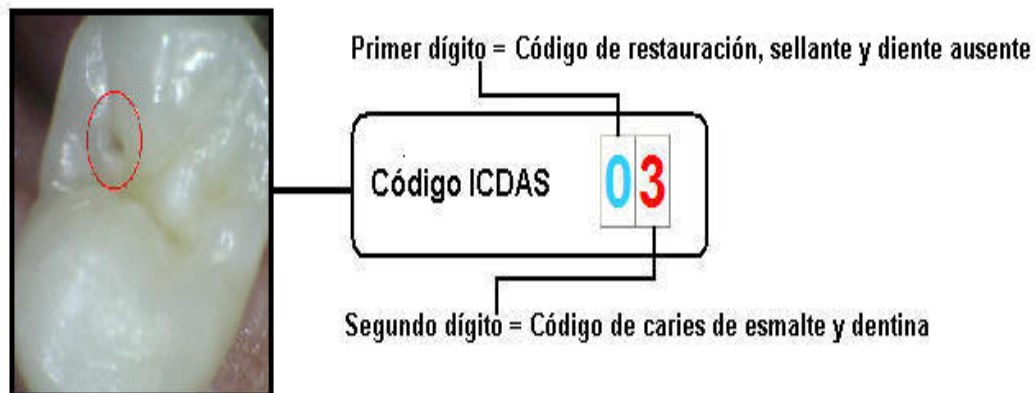 Primer dígito = Código de restauración, sellante y diente ausente
Código ICDAS 03
Segundo dígito = Código de caries de esmalte y dentina